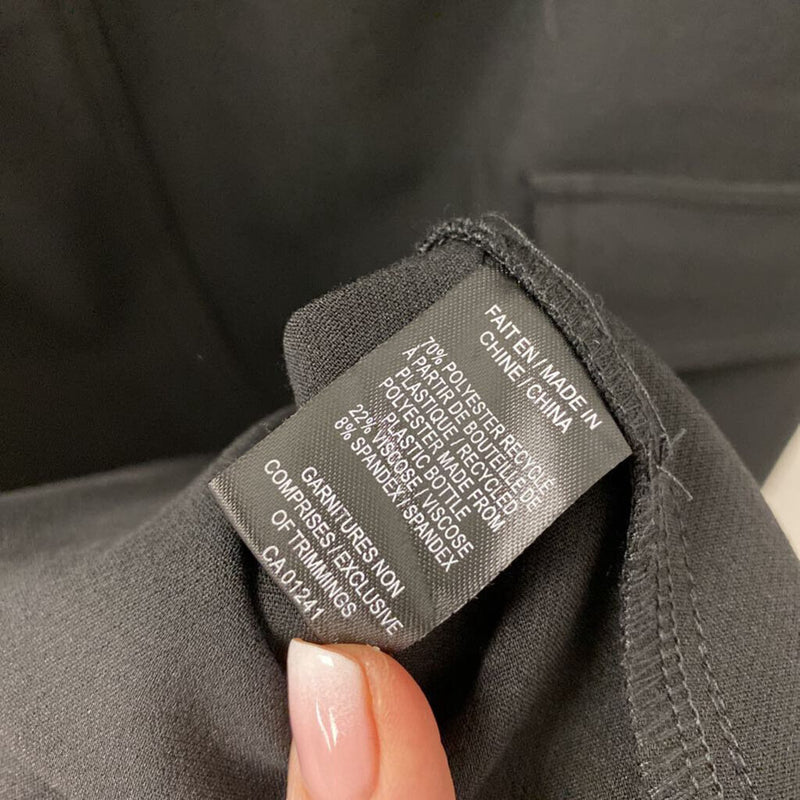 FAIT EN / MADE IN
CHINE / CHINA
70% POLYESTER RECYCLÉ
À PARTIR DE BOUTEILLE DE
PLASTIQUE / RECYCLED
POLYESTER MADE FROM
PLASTIC BOTTLE
22% VISCOSE / VISCOSE
8% SPANDEX / SPANDEX
GARNITURES NON
COMPRISES / EXCLUSIVE
OF TRIMMINGS
CA 01241